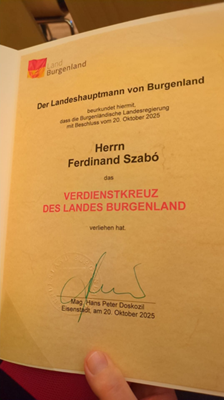 Land
Burgenland
Der Landeshauptmann von Burgenland
beurkundet hiermit,
dass die Burgenländische Landesregierung
mit Beschluss vom 20. Oktober 2025
Herrn
Ferdinand Szabó
das
VERDIENSTKREUZ
DES LANDES BURGENLAND
verliehen hat.
Mag. Hans Peter Doskozil
Eisenstadt, am 20. Oktober 2025